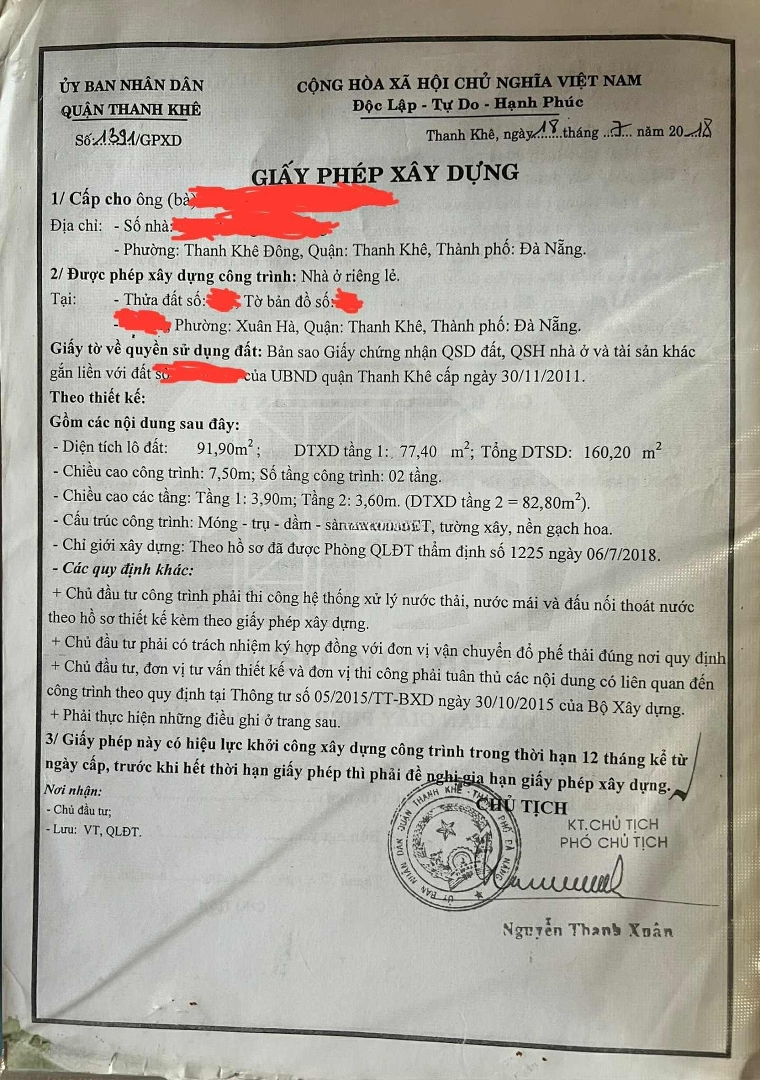 ỦY BAN NHÂN DÂN
QUẬN THANH KHÊ
Số: 1391/GPXD
CỘNG HÒA XÃ HỘI CHỦ NGHĨA VIỆT NAM
Độc Lập - Tự Do - Hạnh Phúc
Thanh Khê, ngày 18 tháng 7 năm 2018
GIẤY PHÉP XÂY DỰNG
1/ Cấp cho ông (bà)
Địa chỉ: - Số nhà:
- Phường: Thanh Khê Đông, Quận: Thanh Khê, Thành phố: Đà Nẵng.
2/ Được phép xây dựng công trình: Nhà ở riêng lẻ.
Tại: - Thửa đất số: , Tờ bản đồ số:
- , Phường: Xuân Hà, Quận: Thanh Khê, Thành phố: Đà Nẵng.
Giấy tờ về quyền sử dụng đất: Bản sao Giấy chứng nhận QSD đất, QSH nhà ở và tài sản khác
gắn liền với đất số của UBND quận Thanh Khê cấp ngày 30/11/2011.
Theo thiết kế:
Gồm các nội dung sau đây:
- Diện tích lô đất: 91,90m²; DTXD tầng 1: 77,40 m²; Tổng DTSD: 160,20 m²
- Chiều cao công trình: 7,50m; Số tầng công trình: 02 tầng.
- Chiều cao các tầng: Tầng 1: 3,90m; Tầng 2: 3,60m. (DTXD tầng 2 = 82,80m²).
- Cấu trúc công trình: Móng - trụ - dầm - sàn tường xây, nền gạch hoa.
- Chỉ giới xây dựng: Theo hồ sơ đã được Phòng QLĐT thẩm định số 1225 ngày 06/7/2018.
- Các quy định khác:
+ Chủ đầu tư công trình phải thi công hệ thống xử lý nước thải, nước mái và đấu nối thoát nước
theo hồ sơ thiết kế kèm theo giấy phép xây dựng.
+ Chủ đầu tư phải có trách nhiệm ký hợp đồng với đơn vị vận chuyển đổ phế thải đúng nơi quy định
+ Chủ đầu tư, đơn vị tư vấn thiết kế và đơn vị thi công phải tuân thủ các nội dung có liên quan đến
công trình theo quy định tại Thông tư số 05/2015/TT-BXD ngày 30/10/2015 của Bộ Xây dựng.
+ Phải thực hiện những điều ghi ở trang sau.
3/ Giấy phép này có hiệu lực khởi công xây dựng công trình trong thời hạn 12 tháng kể từ
ngày cấp, trước khi hết thời hạn giấy phép thì phải đề nghị gia hạn giấy phép xây dựng.
Nơi nhận:
- Chủ đầu tư;
- Lưu: VT, QLĐT.
CHỦ TỊCH
KT.CHỦ TỊCH
PHÓ CHỦ TỊCH
ỦY BAN NHÂN DÂN QUẬN THANH KHÊ - THÀNH PHỐ ĐÀ NẴNG
Nguyễn Thanh Xuân